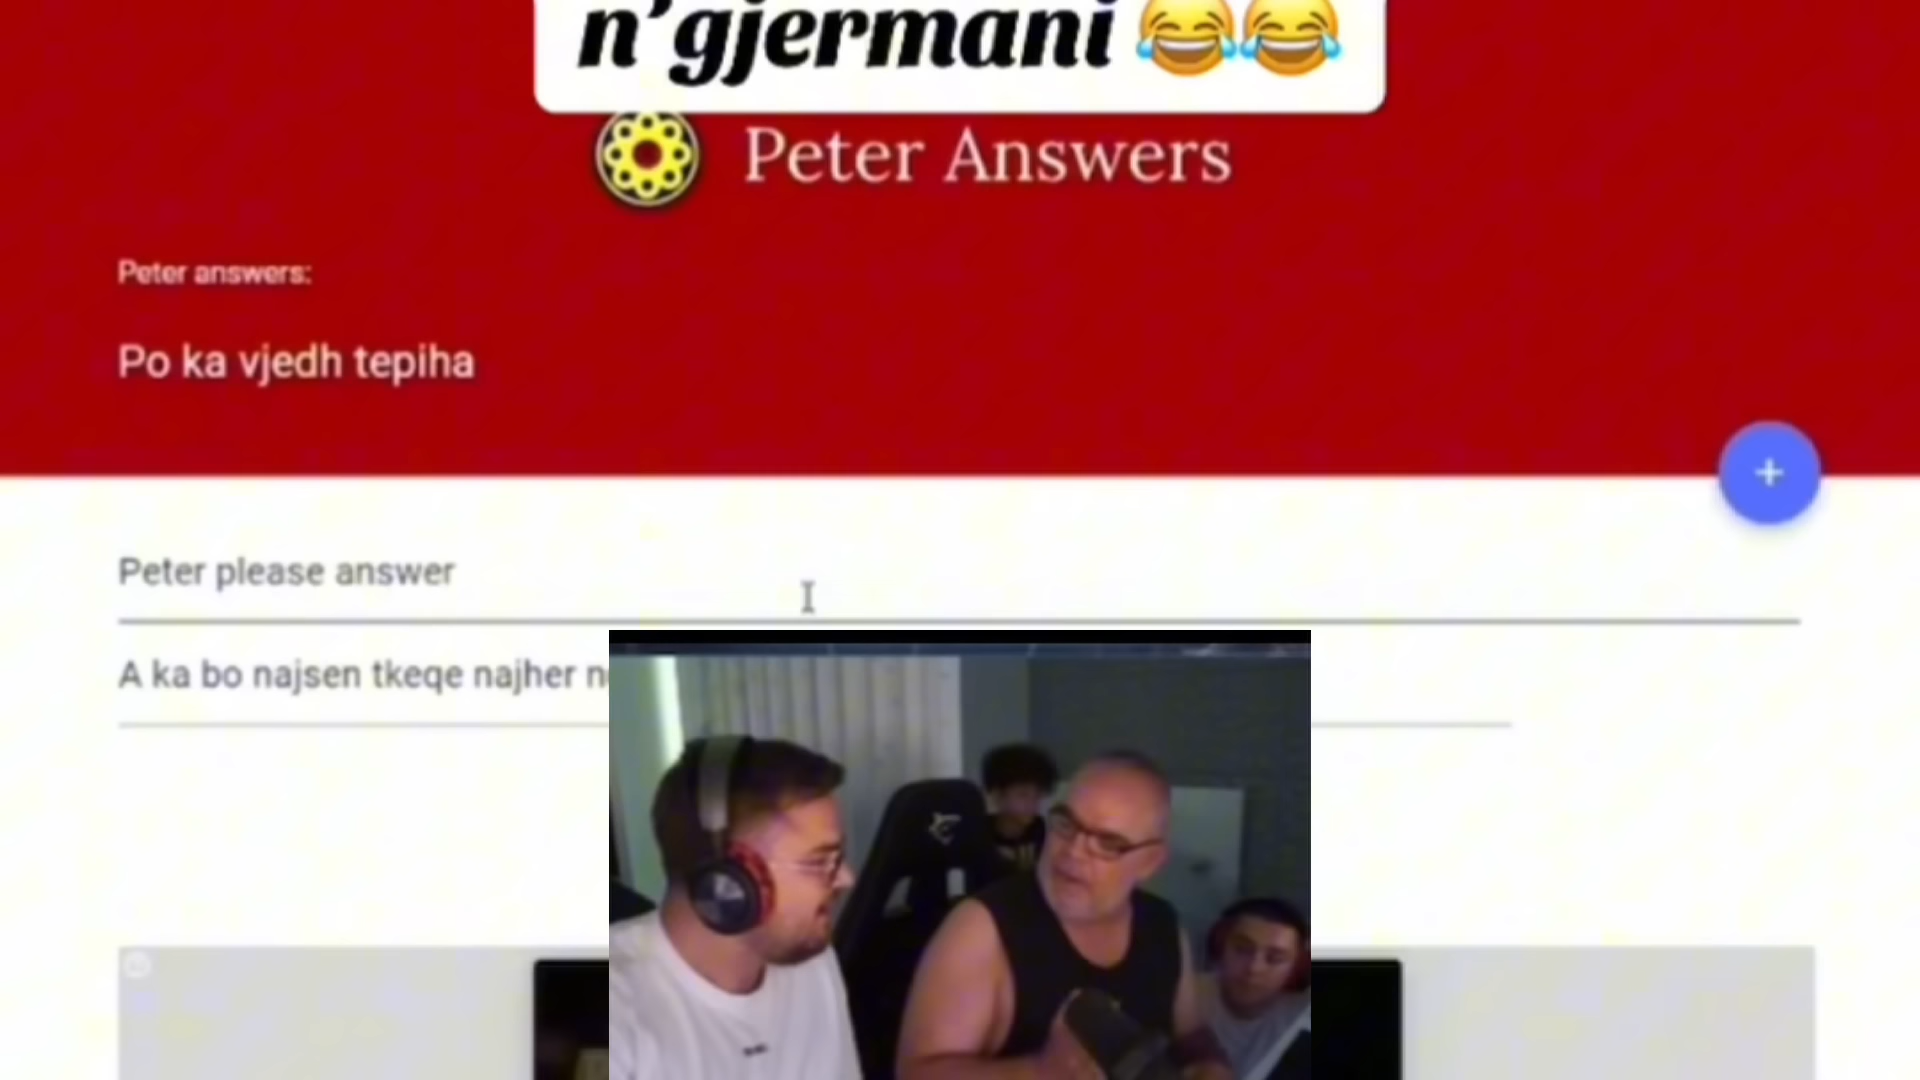 n'gjermani 😂😂
Peter Answers
Peter answers:
Po ka vjedh tepiha
Peter please answer
A ka bo najsen tkeqe najher